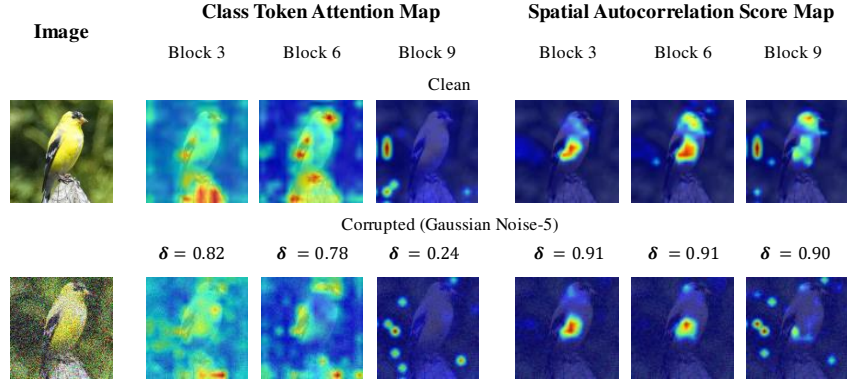 Image
Class Token Attention Map
Spatial Autocorrelation Score Map
Block 3 Block 6 Block 9 Block 3 Block 6 Block 9
Clean
Corrupted (Gaussian Noise-5)
δ = 0.82 δ = 0.78 δ = 0.24 δ = 0.91 δ = 0.91 δ = 0.90